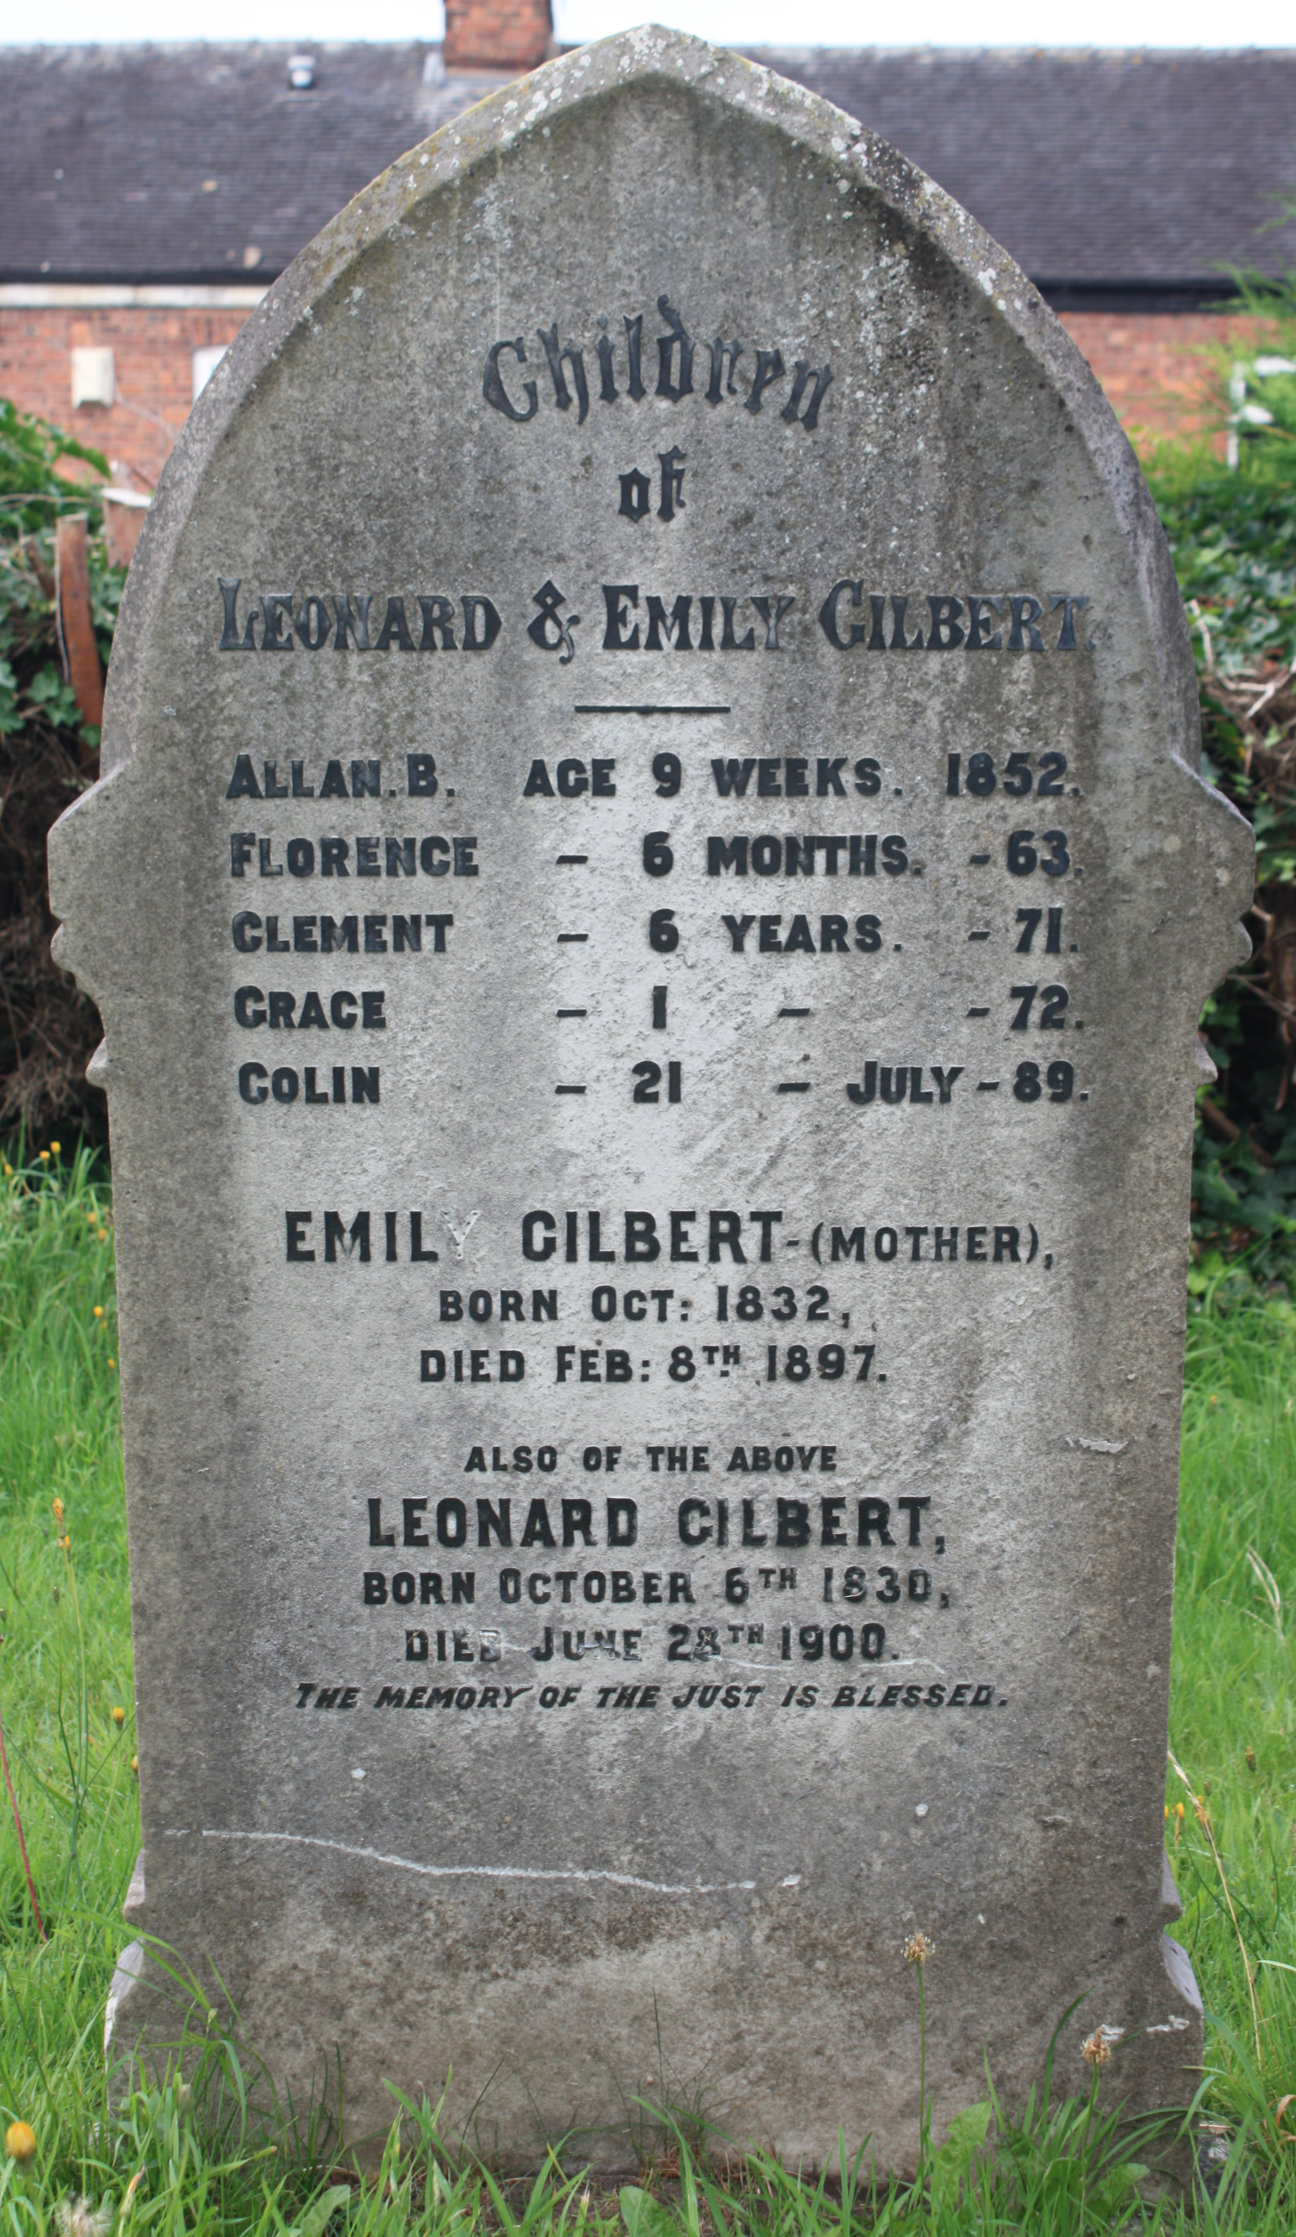 Children
of
LEONARD & EMILY GILBERT.
ALLAN.B. AGE 9 WEEKS. 1852.
FLORENCE – 6 MONTHS. – 63.
CLEMENT – 6 YEARS. – 71.
GRACE – 1 – – 72.
COLIN – 21 – JULY – 89.
EMILY GILBERT-(MOTHER),
BORN OCT: 1832,
DIED FEB: 8TH 1897.
ALSO OF THE ABOVE
LEONARD GILBERT,
BORN OCTOBER 6TH 1830,
DIED JUNE 28TH 1900.
THE MEMORY OF THE JUST IS BLESSED.